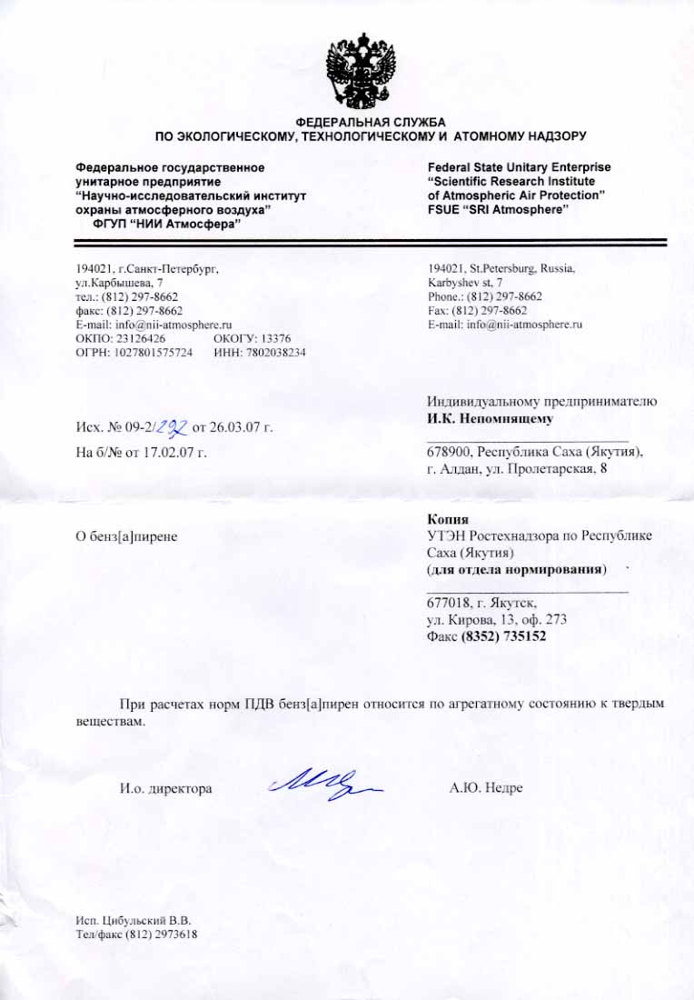 ФЕДЕРАЛЬНАЯ СЛУЖБА
ПО ЭКОЛОГИЧЕСКОМУ, ТЕХНОЛОГИЧЕСКОМУ И АТОМНОМУ НАДЗОРУ
Федеральное государственное
унитарное предприятие
“Научно-исследовательский институт
охраны атмосферного воздуха”
ФГУП “НИИ Атмосфера”
Federal State Unitary Enterprise
“Scientific Research Institute
of Atmospheric Air Protection”
FSUE “SRI Atmosphere”
194021, г.Санкт-Петербург,
ул.Карбышева, 7
тел.: (812) 297-8662
факс: (812) 297-8662
E-mail: info@nii-atmosphere.ru
ОКПО: 23126426 ОКОГУ: 13376
ОГРН: 1027801575724 ИНН: 7802038234
194021, St.Petersburg, Russia,
Karbyshev st, 7
Phone.: (812) 297-8662
Fax: (812) 297-8662
E-mail: info@nii-atmosphere.ru
Исх. № 09-2/292 от 26.03.07 г.
На б/№ от 17.02.07 г.
Индивидуальному предпринимателю
И.К. Непомнящему
678900, Республика Саха (Якутия),
г. Алдан, ул. Пролетарская, 8
О бенз[а]пирене
Копия
УТЭН Ростехнадзора по Республике
Саха (Якутия)
(для отдела нормирования)
677018, г. Якутск,
ул. Кирова, 13, оф. 273
Факс (8352) 735152
При расчетах норм ПДВ бенз[а]пирен относится по агрегатному состоянию к твердым
веществам.
И.о. директора А.Ю. Недре
Исп. Цибульский В.В.
Тел/факс (812) 2973618